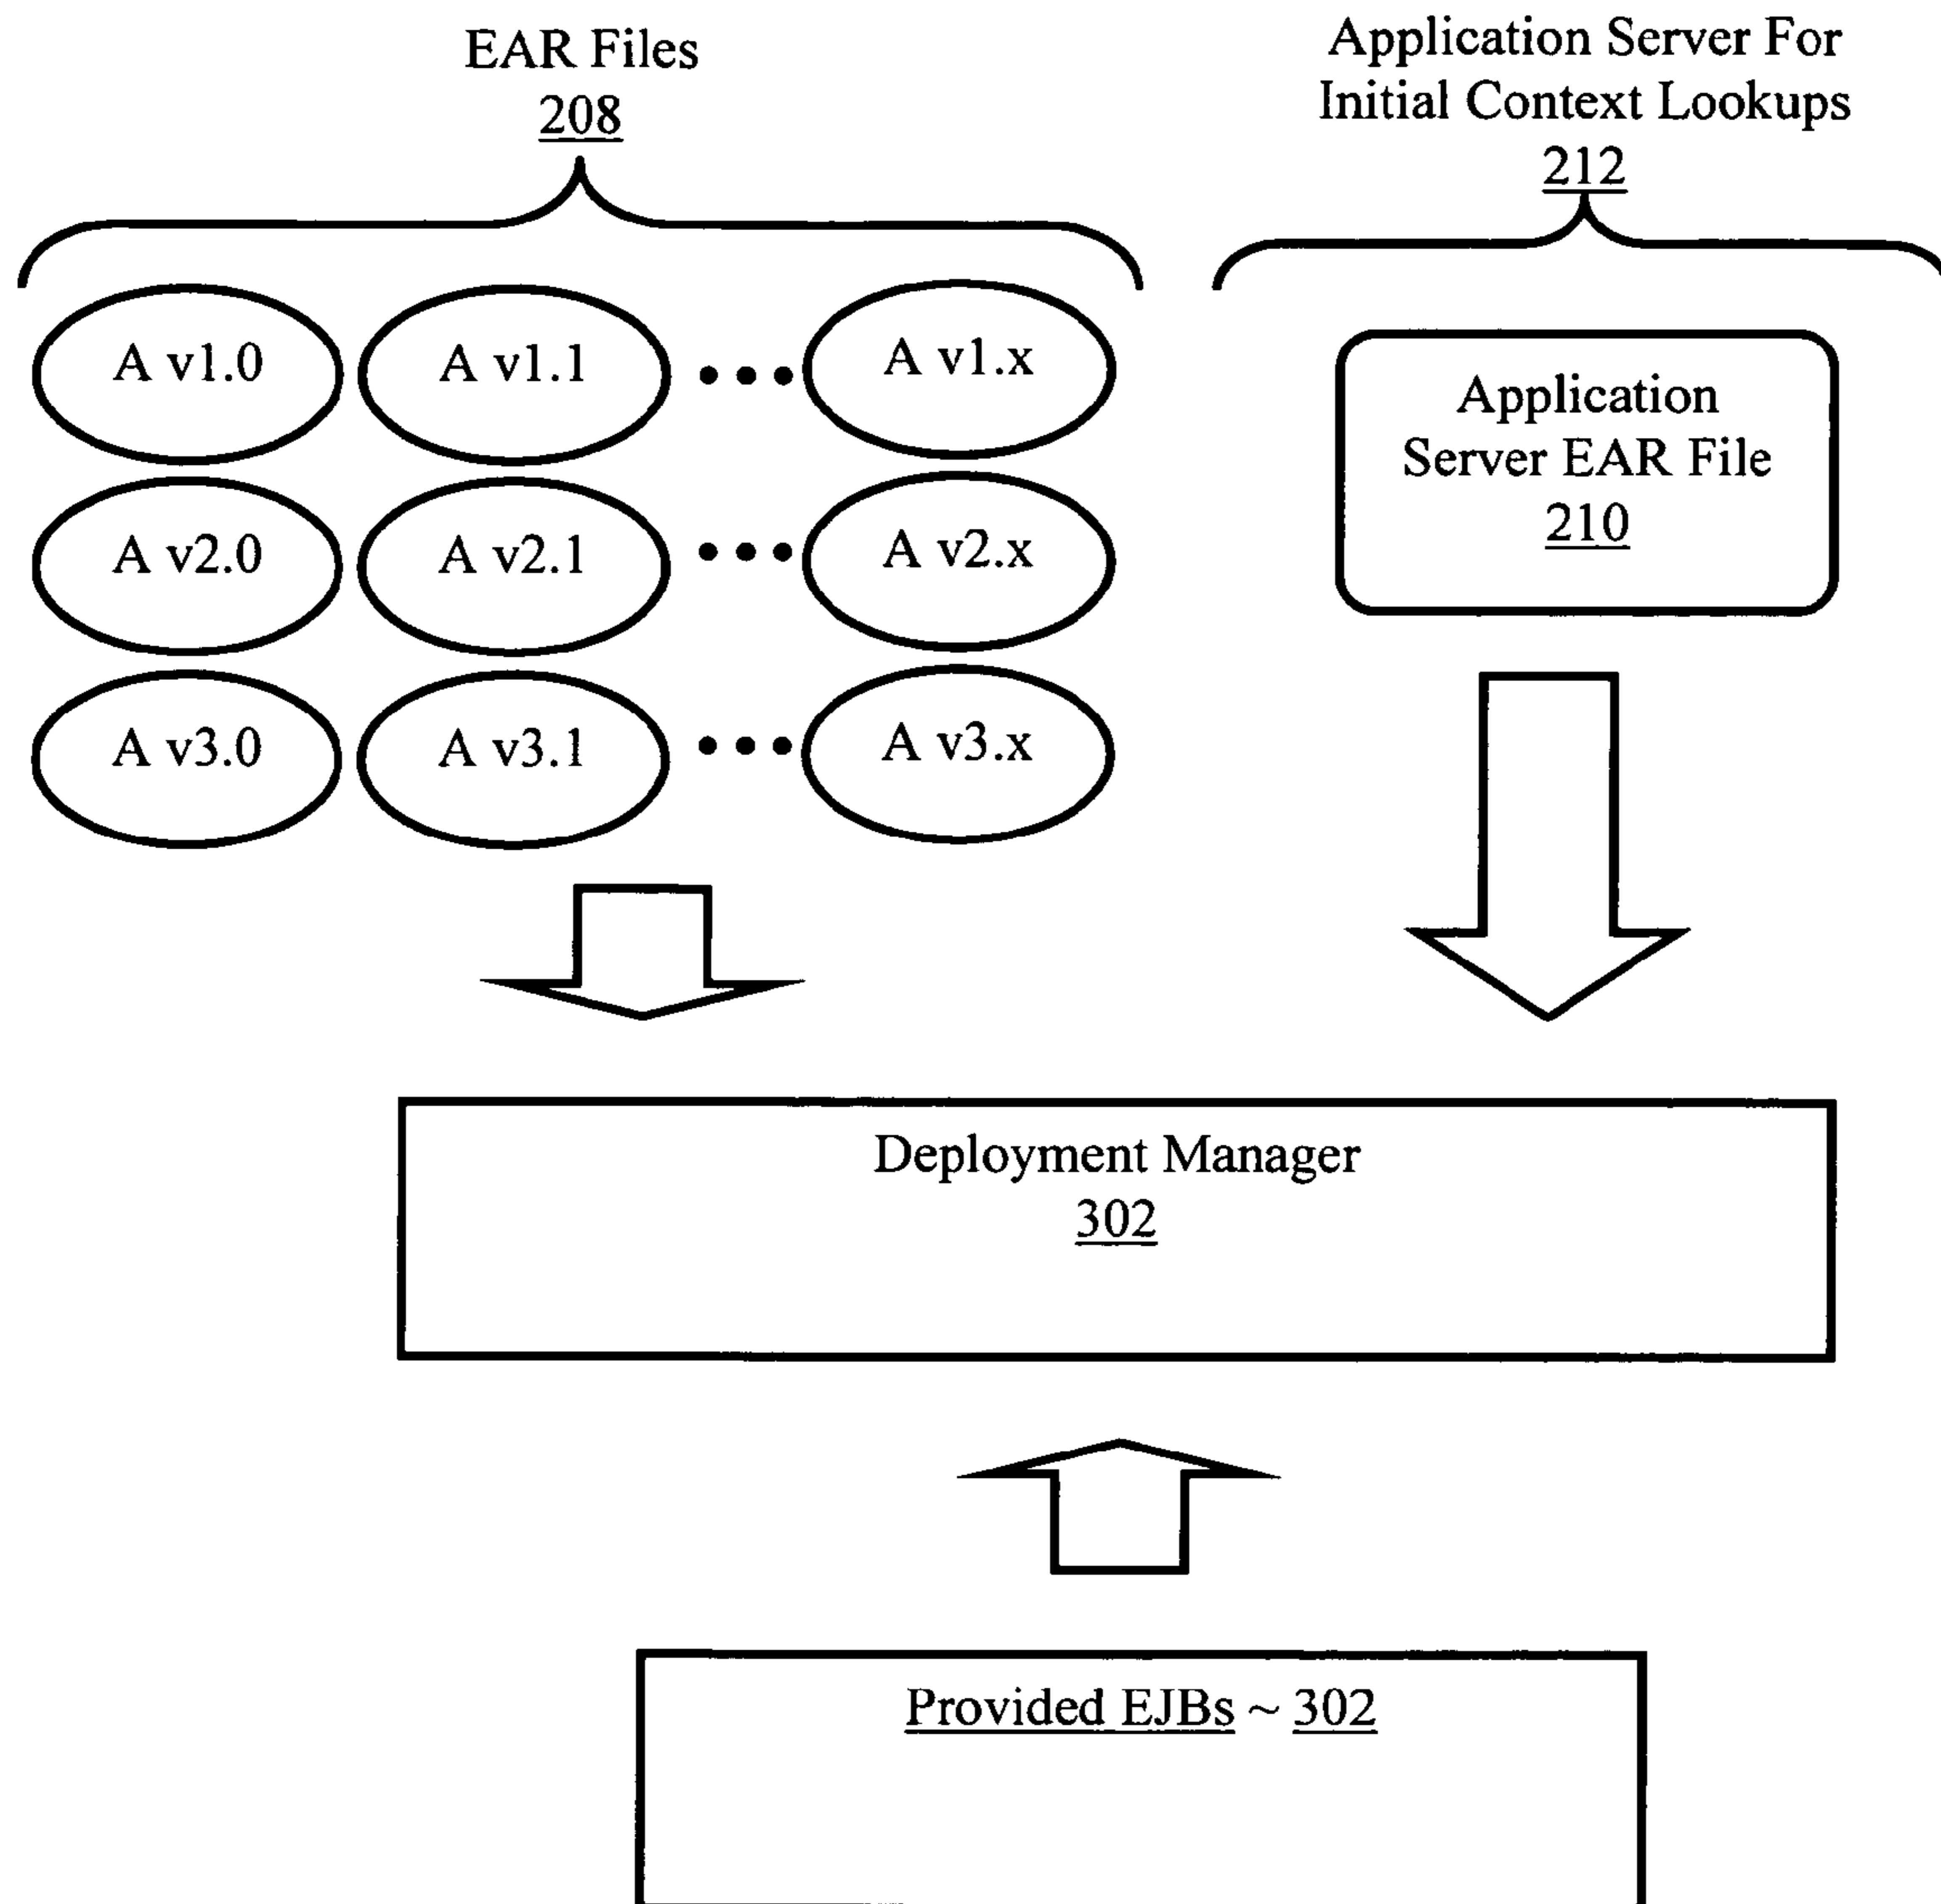 EAR Files
208
Application Server For
Initial Context Lookups
212
A v1.0
A v1.1
A v1.x
A v2.0
A v2.1
A v2.x
A v3.0
A v3.1
A v3.x
Application
Server EAR File
210
Deployment Manager
302
Provided EJBs ~ 302